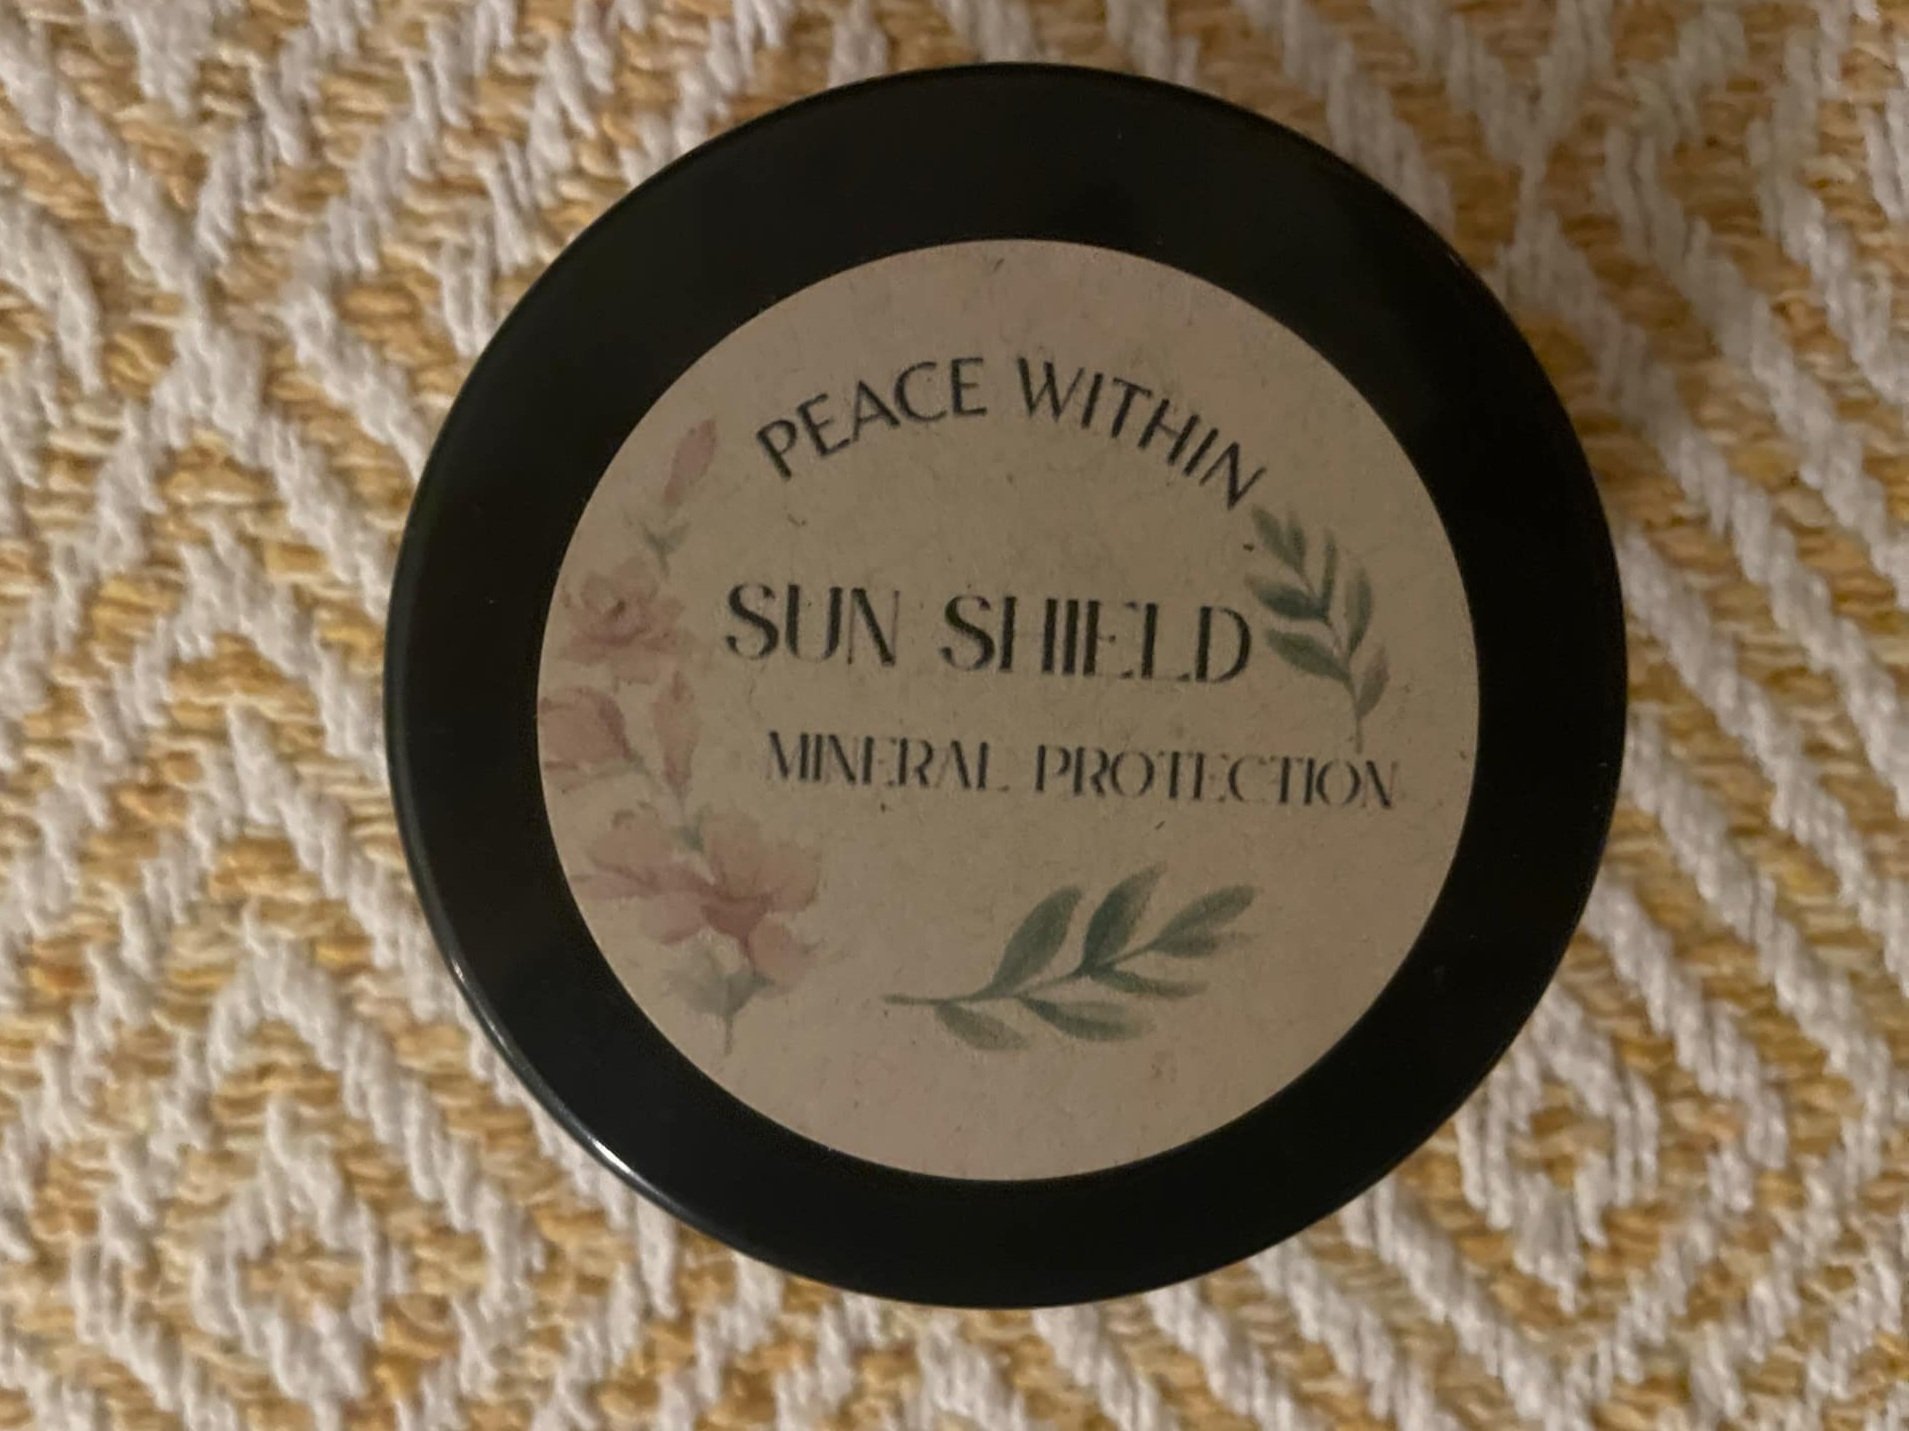 PEACE WITHIN
SUN SHIELD
MINERAL PROTECTION